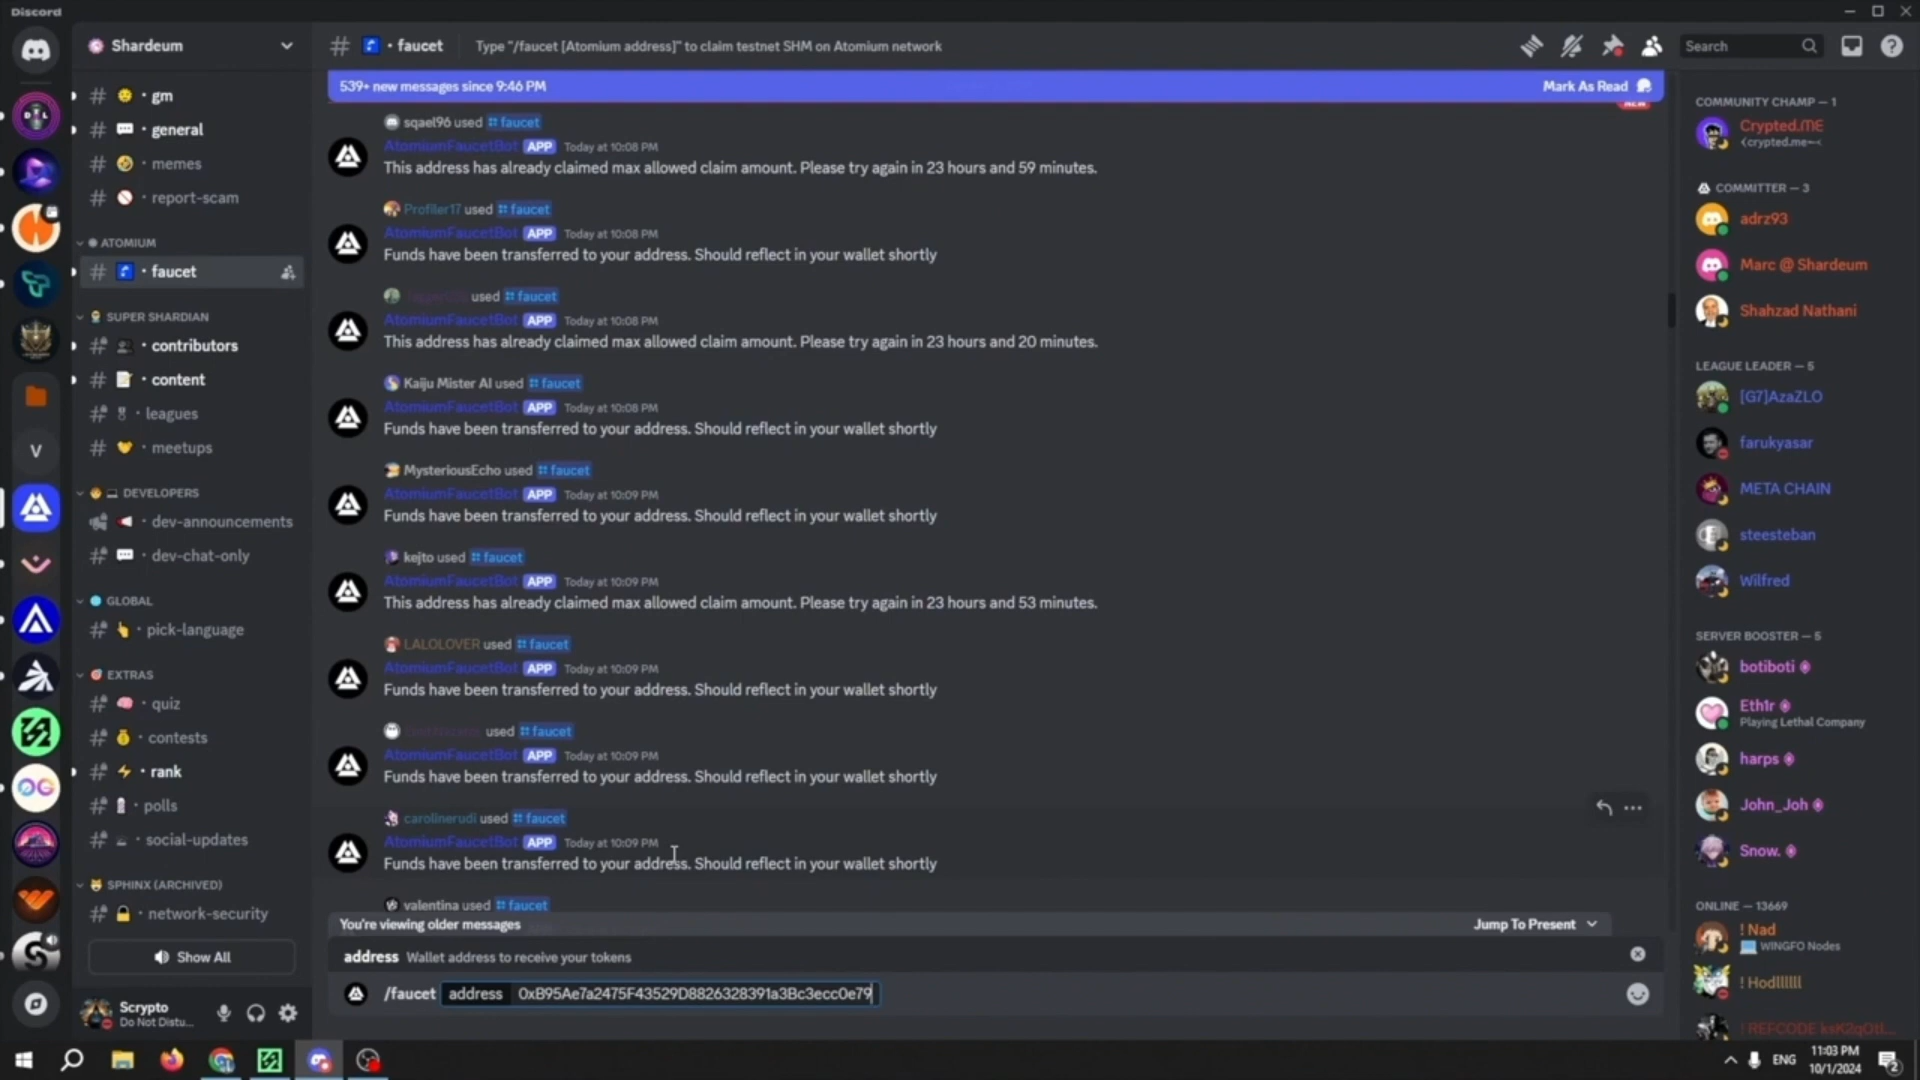 Discord
Shardeum
gm
general
memes
report-scam
ATOMIUM
faucet
SUPER SHARDIAN
contributors
content
leagues
meetups
DEVELOPERS
dev-announcements
dev-chat-only
GLOBAL
pick-language
EXTRAS
quiz
contests
rank
polls
social-updates
SPHINX (ARCHIVED)
network-security
Show All
V
Scrypto
Do Not Distu...
faucet
Type "/faucet [Atomium address]" to claim testnet SHM on Atomium network
Search
539+ new messages since 9:46 PM
Mark As Read
NEW
sqael96 used faucet
AtomiumFaucetBot APP Today at 10:08 PM
This address has already claimed max allowed claim amount. Please try again in 23 hours and 59 minutes.
Profiler17 used faucet
AtomiumFaucetBot APP Today at 10:08 PM
Funds have been transferred to your address. Should reflect in your wallet shortly
used faucet
AtomiumFaucetBot APP Today at 10:08 PM
This address has already claimed max allowed claim amount. Please try again in 23 hours and 20 minutes.
Kaiju Mister AI used faucet
AtomiumFaucetBot APP Today at 10:08 PM
Funds have been transferred to your address. Should reflect in your wallet shortly
MysteriousEcho used faucet
AtomiumFaucetBot APP Today at 10:09 PM
Funds have been transferred to your address. Should reflect in your wallet shortly
kejto used faucet
AtomiumFaucetBot APP Today at 10:09 PM
This address has already claimed max allowed claim amount. Please try again in 23 hours and 53 minutes.
LALOLOVER used faucet
AtomiumFaucetBot APP Today at 10:09 PM
Funds have been transferred to your address. Should reflect in your wallet shortly
used faucet
AtomiumFaucetBot APP Today at 10:09 PM
Funds have been transferred to your address. Should reflect in your wallet shortly
carolinerudi used faucet
AtomiumFaucetBot APP Today at 10:09 PM
Funds have been transferred to your address. Should reflect in your wallet shortly
valentina used faucet
You're viewing older messages
Jump To Present
address Wallet address to receive your tokens
/faucet address 0xB95Ae7a2475F43529D8826328391a3Bc3ecc0e79
COMMUNITY CHAMP — 1
Crypted.ME
COMMITTER — 3
adrz93
Marc @ Shardeum
Shahzad Nathani
LEAGUE LEADER — 5
[G7]AzaZLO
farukyasar
META CHAIN
steesteban
Wilfred
SERVER BOOSTER — 5
botiboti
Eth1r
Playing Lethal Company
harps
John_Joh
Snow.
ONLINE — 13669
! Nad
WINGFO Nodes
! Hodllllll
! REFCODE
ENG
11:03 PM
10/1/2024
2